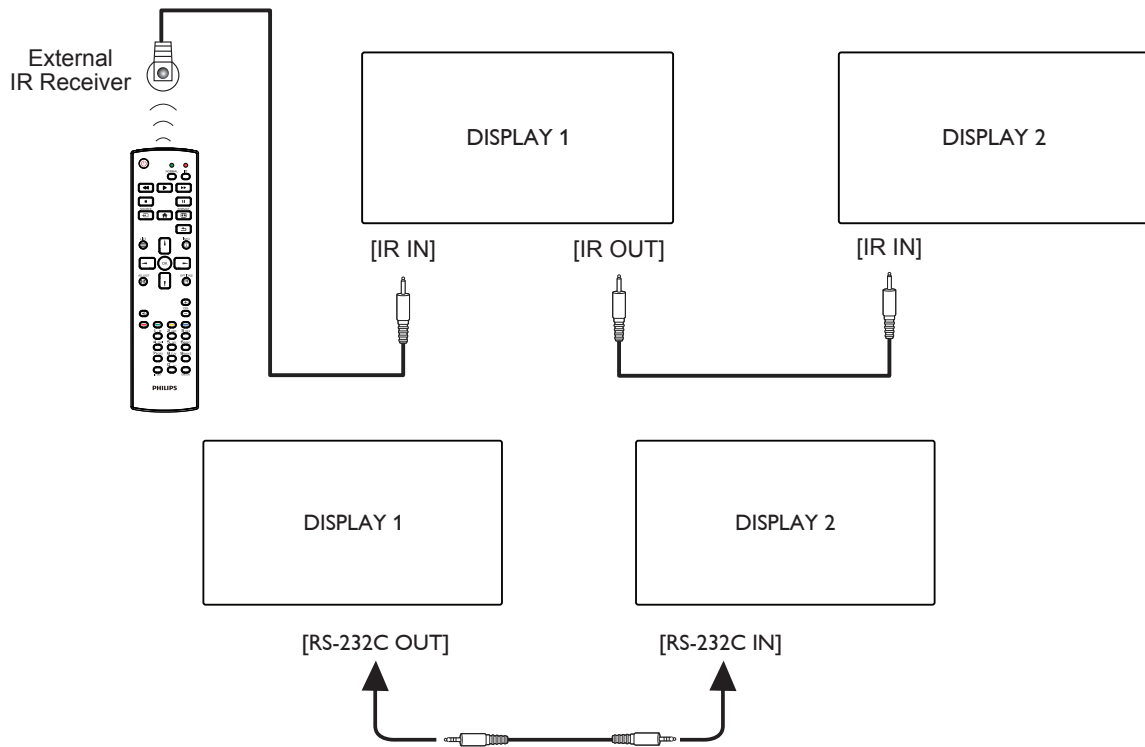 External
IR Receiver
DISPLAY 1
DISPLAY 2
[IR IN]
[IR OUT]
[IR IN]
OK
PHILIPS
DISPLAY 1
DISPLAY 2
[RS-232C OUT]
[RS-232C IN]